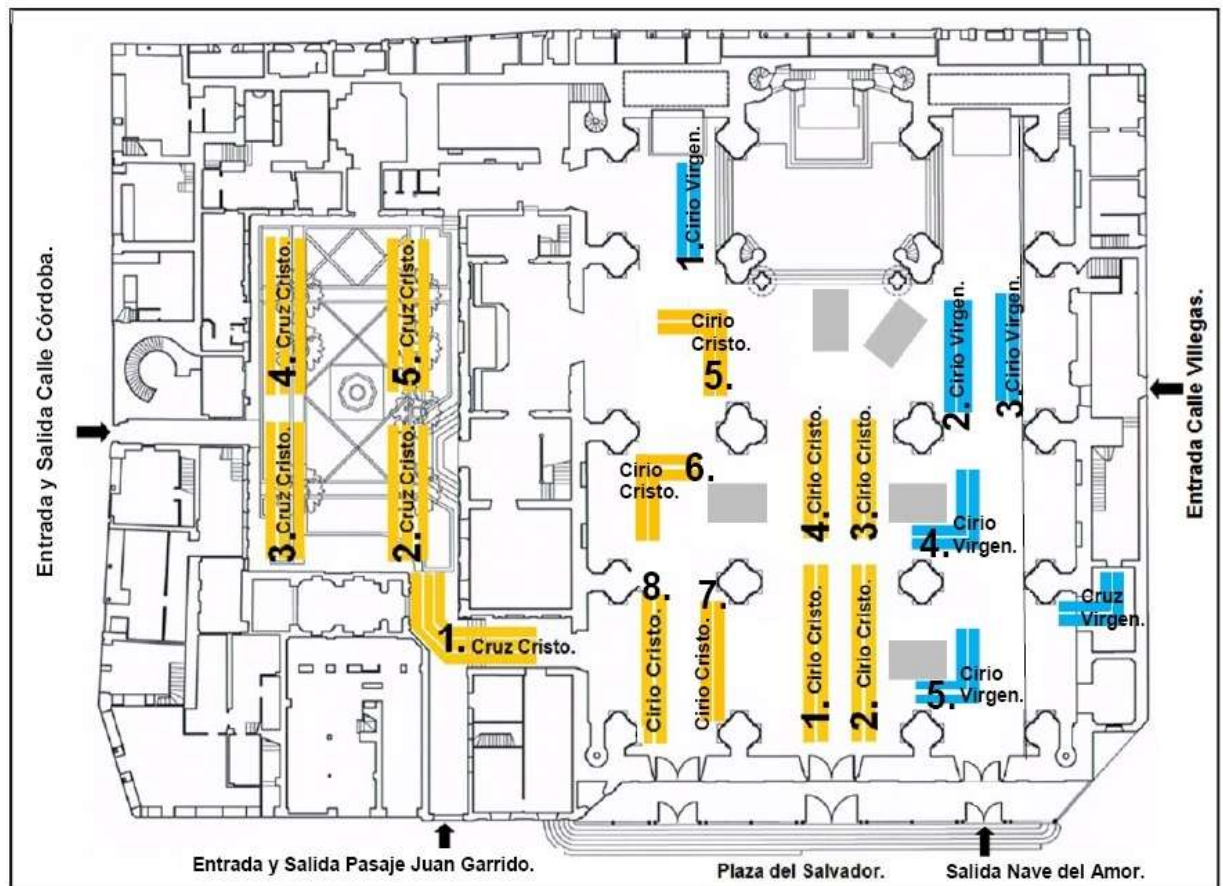 Entrada y Salida Calle Córdoba.
4. Cruz Cristo.
5. Cruz Cristo.
3. Cruz Cristo.
2. Cruz Cristo.
1. Cruz Cristo.
1. Cirio Virgen.
Cirio
Cristo.
5.
2. Cirio Virgen.
3. Cirio Virgen.
Cirio
Cristo.
6.
4. Cirio Cristo.
3. Cirio Cristo.
4. Cirio
Virgen.
8.
Cirio Cristo.
7.
Cirio Cristo.
1. Cirio Cristo.
2. Cirio Cristo.
Cruz
Virgen.
5. Cirio
Virgen.
Entrada Calle Villegas.
Entrada y Salida Pasaje Juan Garrido.
Plaza del Salvador.
Salida Nave del Amor.